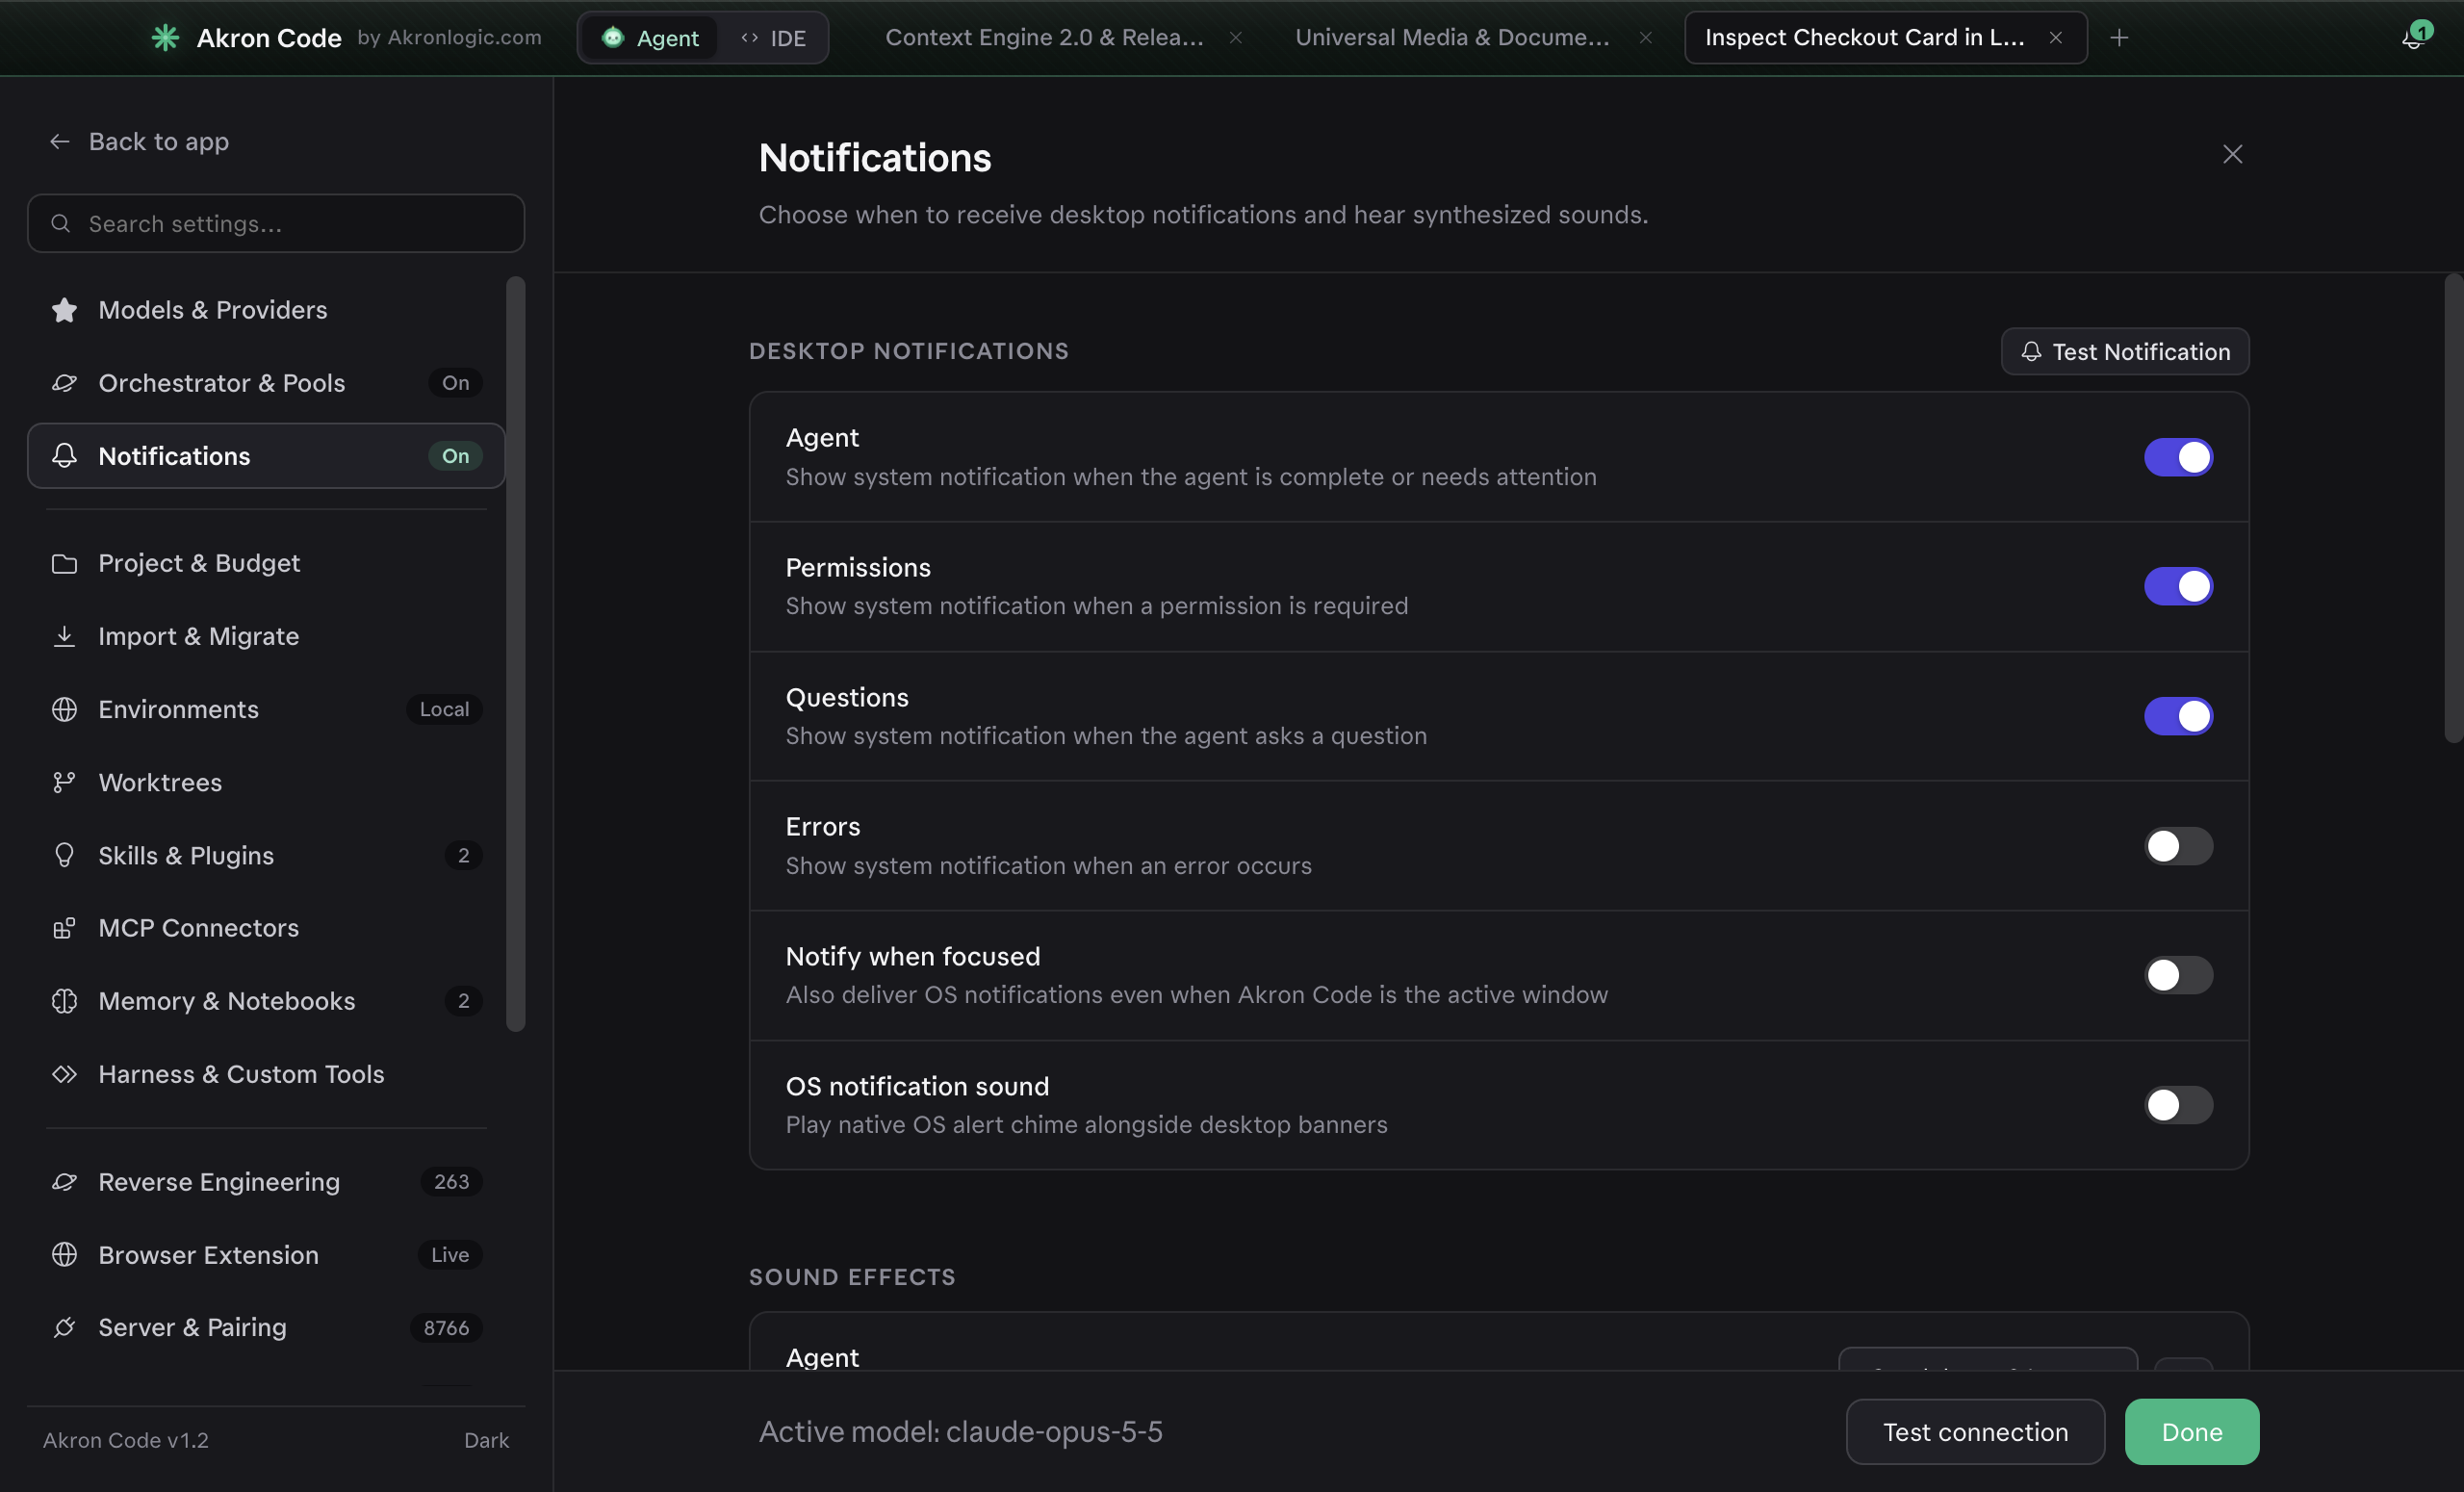 Akron Code by Akronlogic.com
Agent
IDE
Context Engine 2.0 & Relea...
Universal Media & Docume...
Inspect Checkout Card in L...
1
Back to app
Search settings...
Models & Providers
Orchestrator & Pools On
Notifications On
Project & Budget
Import & Migrate
Environments Local
Worktrees
Skills & Plugins 2
MCP Connectors
Memory & Notebooks 2
Harness & Custom Tools
Reverse Engineering 263
Browser Extension Live
Server & Pairing 8766
Akron Code v1.2 Dark
Notifications
Choose when to receive desktop notifications and hear synthesized sounds.
DESKTOP NOTIFICATIONS
Test Notification
Agent
Show system notification when the agent is complete or needs attention
Permissions
Show system notification when a permission is required
Questions
Show system notification when the agent asks a question
Errors
Show system notification when an error occurs
Notify when focused
Also deliver OS notifications even when Akron Code is the active window
OS notification sound
Play native OS alert chime alongside desktop banners
SOUND EFFECTS
Agent
Active model: claude-opus-5-5
Test connection
Done